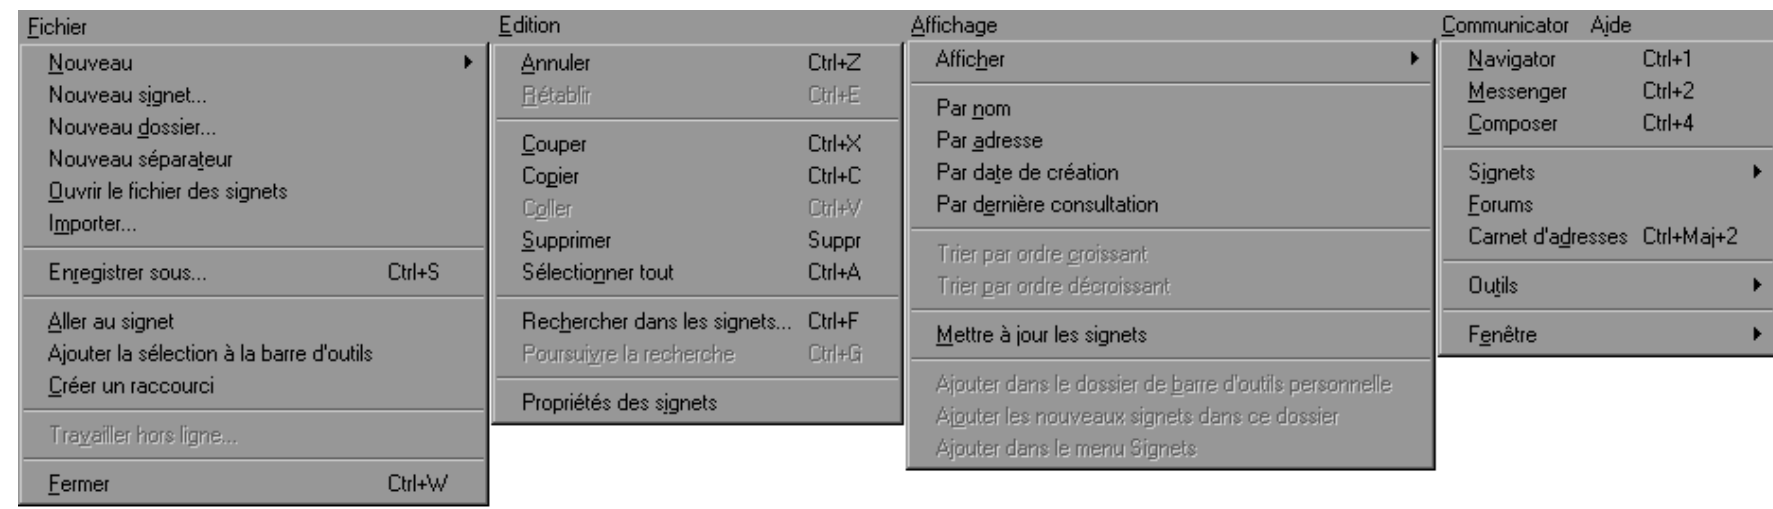 Fichier
Nouveau
Nouveau signet...
Nouveau dossier...
Nouveau séparateur
Ouvrir le fichier des signets
Importer...
Enregistrer sous... Ctrl+S
Aller au signet
Ajouter la sélection à la barre d'outils
Créer un raccourci
Travailler hors ligne...
Fermer Ctrl+W
Edition
Annuler Ctrl+Z
Rétablir Ctrl+E
Couper Ctrl+X
Copier Ctrl+C
Coller Ctrl+V
Supprimer Suppr
Sélectionner tout Ctrl+A
Rechercher dans les signets... Ctrl+F
Poursuivre la recherche Ctrl+G
Propriétés des signets
Affichage
Afficher
Par nom
Par adresse
Par date de création
Par dernière consultation
Trier par ordre croissant
Trier par ordre décroissant
Mettre à jour les signets
Ajouter dans le dossier de barre d'outils personnelle
Ajouter les nouveaux signets dans ce dossier
Ajouter dans le menu Signets
Communicator Aide
Navigator Ctrl+1
Messenger Ctrl+2
Composer Ctrl+4
Signets
Forums
Carnet d'adresses Ctrl+Maj+2
Outils
Fenêtre